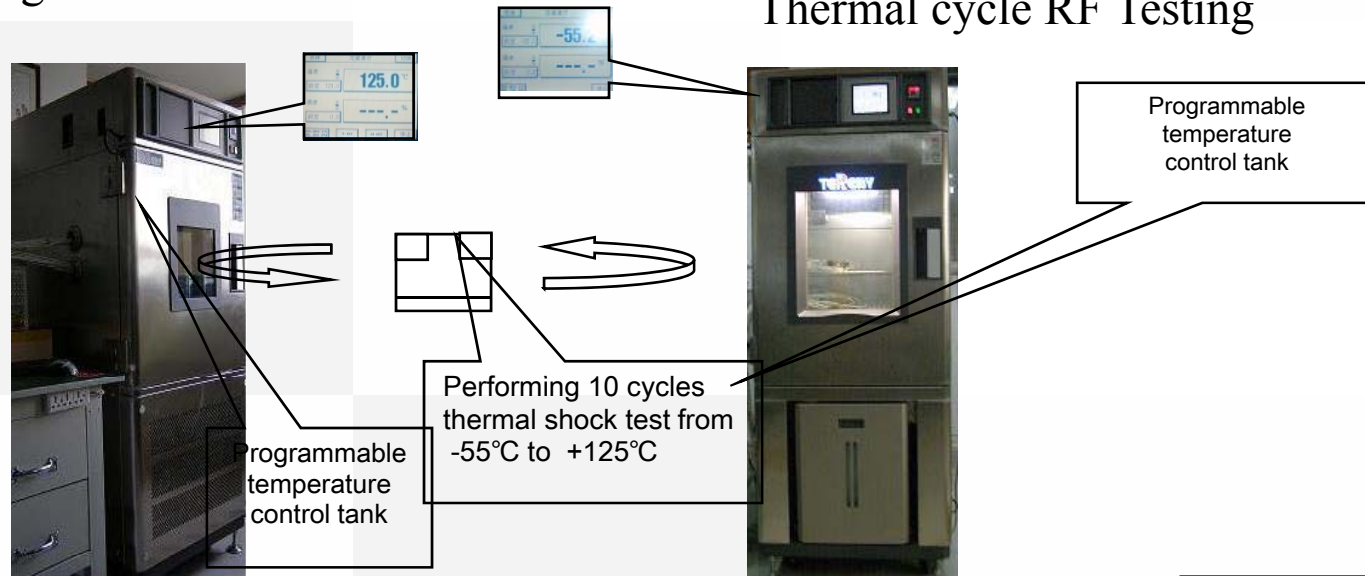 Thermal cycle RF Testing
125.0 °C
-55.2
Programmable
temperature
control tank
Performing 10 cycles
thermal shock test from
-55℃ to +125℃
Programmable
temperature
control tank